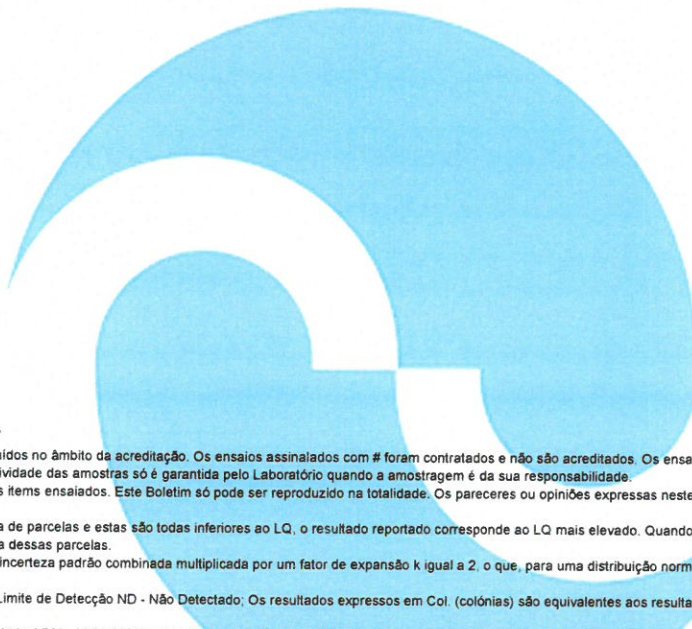 uídos no âmbito da acreditação. Os ensaios assinalados com # foram contratados e não são acreditados. Os ensa
ividade das amostras só é garantida pelo Laboratório quando a amostragem é da sua responsabilidade.
s items ensaiados. Este Boletim só pode ser reproduzido na totalidade. Os pareceres ou opiniões expressas neste
a de parcelas e estas são todas inferiores ao LQ, o resultado reportado corresponde ao LQ mais elevado. Quando
a dessas parcelas.
incerteza padrão combinada multiplicada por um fator de expansão k igual a 2, o que, para uma distribuição norm
Limite de Detecção ND - Não Detectado; Os resultados expressos em Col. (colónias) são equivalentes aos resulta